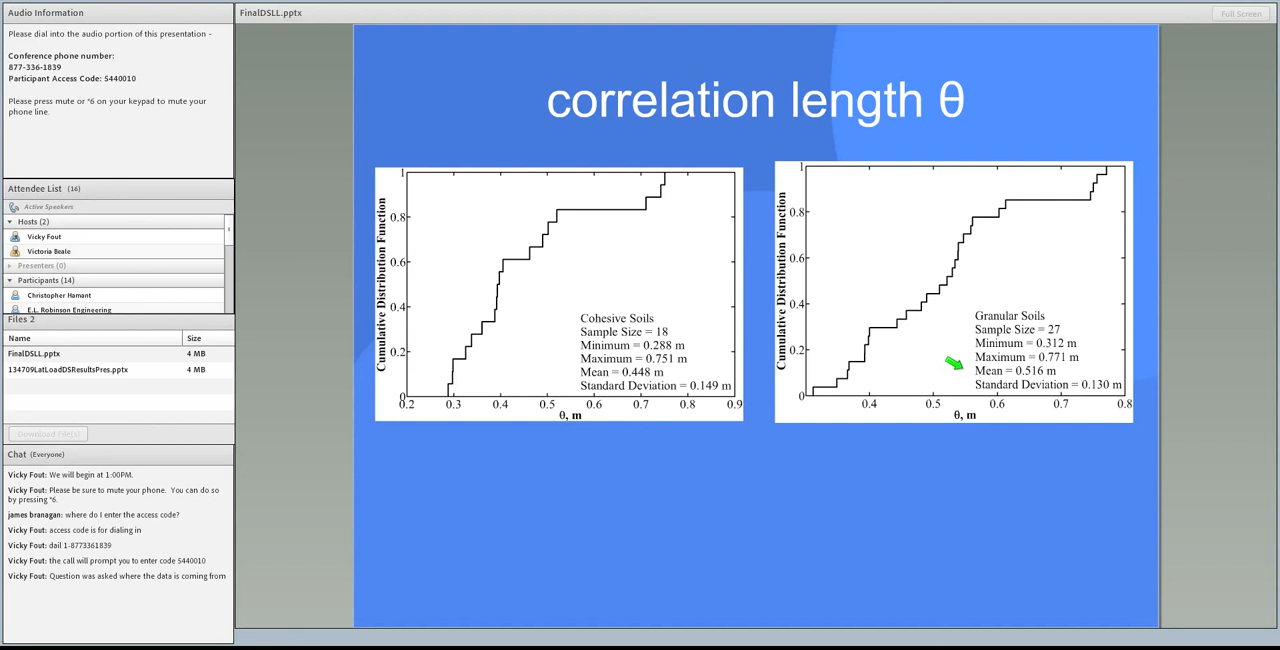 Audio Information
Please dial into the audio portion of this presentation -
Conference phone number:
877-336-1839
Participant Access Code: 5440010
Please press mute or *6 on your keypad to mute your
phone line.
Attendee List (16)
Active Speakers
Hosts (2)
Vicky Fout
Victoria Beale
Presenters (0)
Participants (14)
Christopher Hamant
E.L. Robinson Engineering
Files 2
Name Size
FinalDSLL.pptx 4 MB
134709LatLoadDSResultsPres.pptx 4 MB
Download File(s)
Chat (Everyone)
Vicky Fout: We will begin at 1:00PM.
Vicky Fout: Please be sure to mute your phone. You can do so
by pressing *6.
james branagan: where do I enter the access code?
Vicky Fout: access code is for dialing in
Vicky Fout: dail 1-8773361839
Vicky Fout: the call will prompt you to enter code 5440010
Vicky Fout: Question was asked where the data is coming from
FinalDSLL.pptx
Full Screen
correlation length θ
Cumulative Distribution Function
1
0.8
0.6
0.4
0.2
0
Cohesive Soils
Sample Size = 18
Minimum = 0.288 m
Maximum = 0.751 m
Mean = 0.448 m
Standard Deviation = 0.149 m
0.2 0.3 0.4 0.5 0.6 0.7 0.8 0.9
θ, m
Cumulative Distribution Function
1
0.8
0.6
0.4
0.2
0
Granular Soils
Sample Size = 27
Minimum = 0.312 m
Maximum = 0.771 m
Mean = 0.516 m
Standard Deviation = 0.130 m
0.4 0.5 0.6 0.7 0.8
θ, m